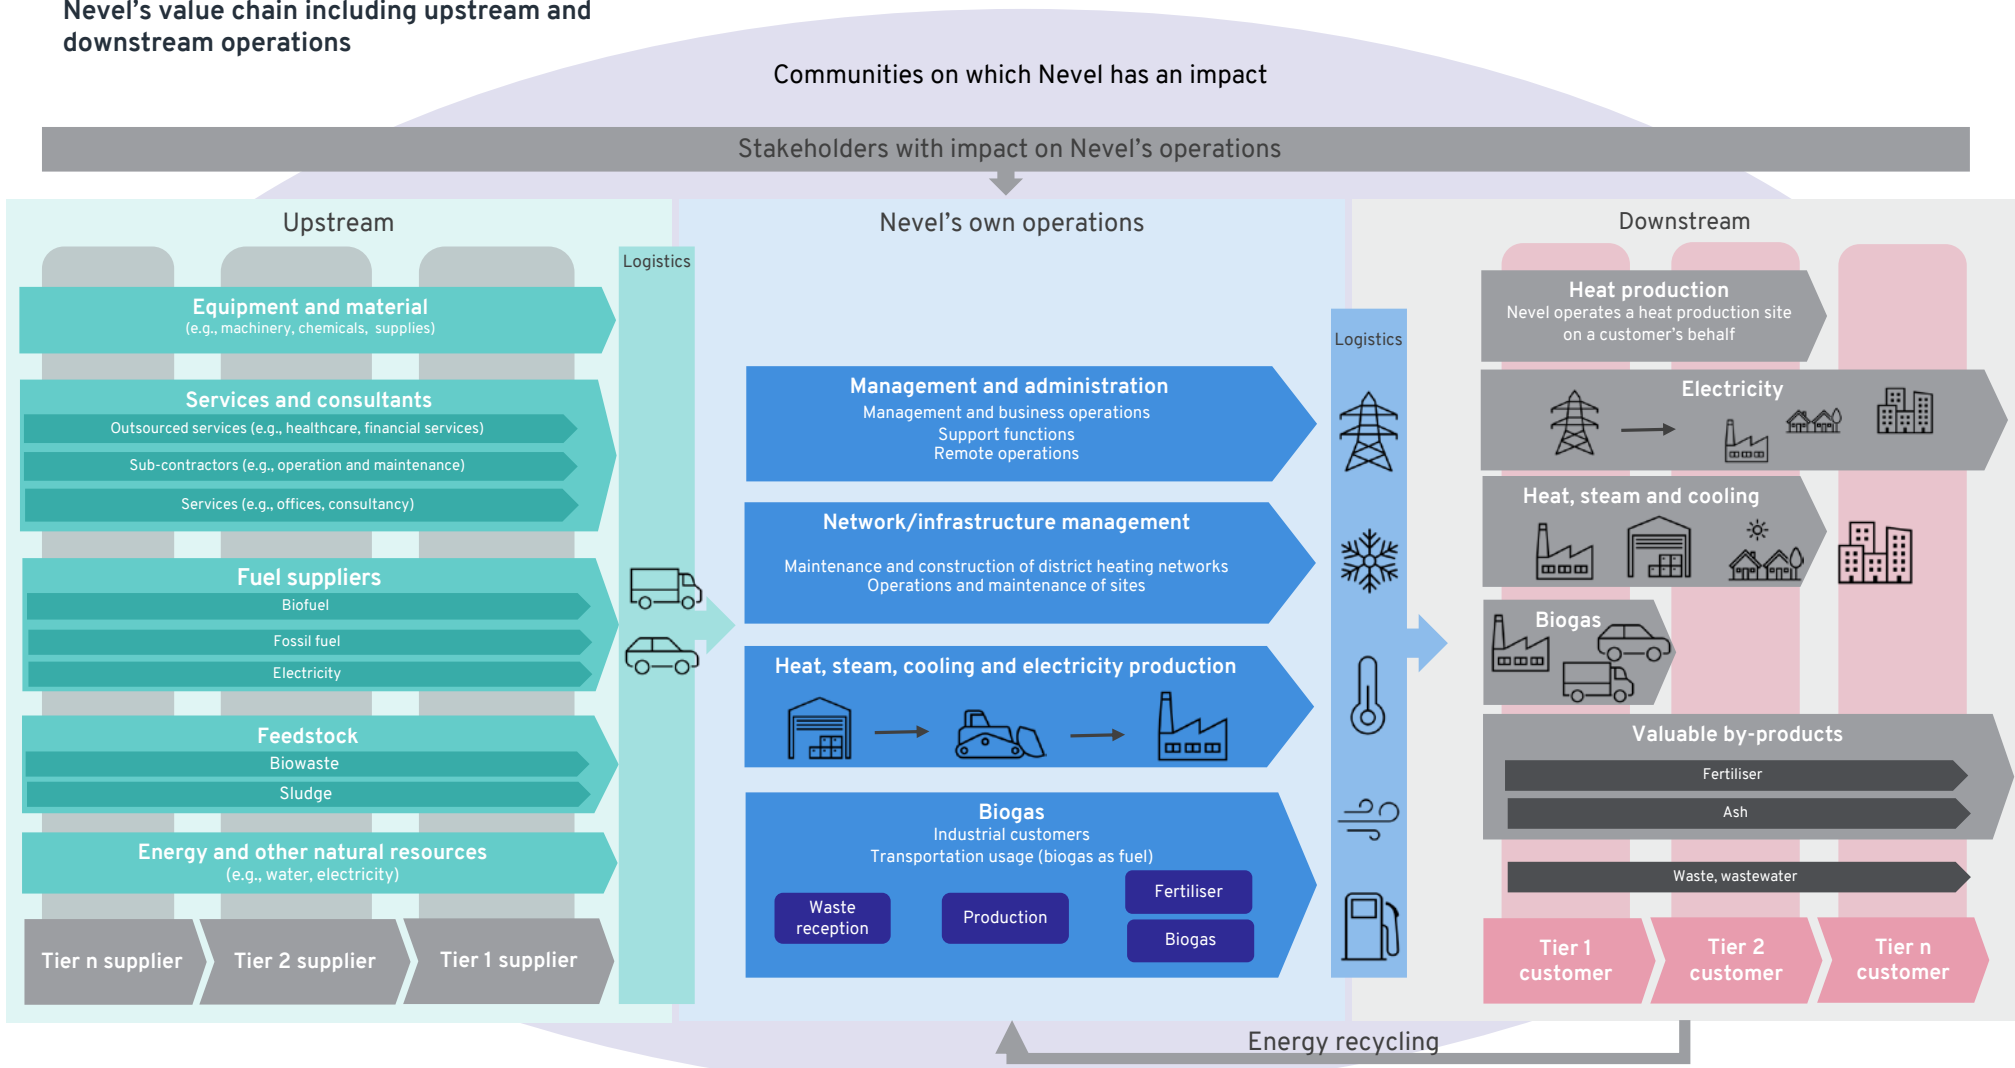 Nevel's value chain including upstream and
downstream operations
Communities on which Nevel has an impact
Stakeholders with impact on Nevel's operations
Upstream
Logistics
Equipment and material
(e.g., machinery, chemicals, supplies)
Services and consultants
Outsourced services (e.g., healthcare, financial services)
Sub-contractors (e.g., operation and maintenance)
Services (e.g., offices, consultancy)
Fuel suppliers
Biofuel
Fossil fuel
Electricity
Feedstock
Biowaste
Sludge
Energy and other natural resources
(e.g., water, electricity)
Tier n supplier
Tier 2 supplier
Tier 1 supplier
Nevel's own operations
Logistics
Management and administration
Management and business operations
Support functions
Remote operations
Network/infrastructure management
Maintenance and construction of district heating networks
Operations and maintenance of sites
Heat, steam, cooling and electricity production
Biogas
Industrial customers
Transportation usage (biogas as fuel)
Waste
reception
Production
Fertiliser
Biogas
Downstream
Heat production
Nevel operates a heat production site
on a customer's behalf
Electricity
Heat, steam and cooling
Biogas
Valuable by-products
Fertiliser
Ash
Waste, wastewater
Tier 1
customer
Tier 2
customer
Tier n
customer
Energy recycling